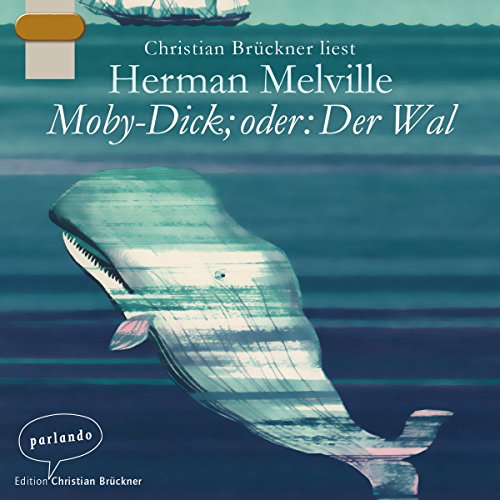 Christian Brückner liest
Herman Melville
Moby-Dick; oder: Der Wal
parlando
Edition Christian Brückner